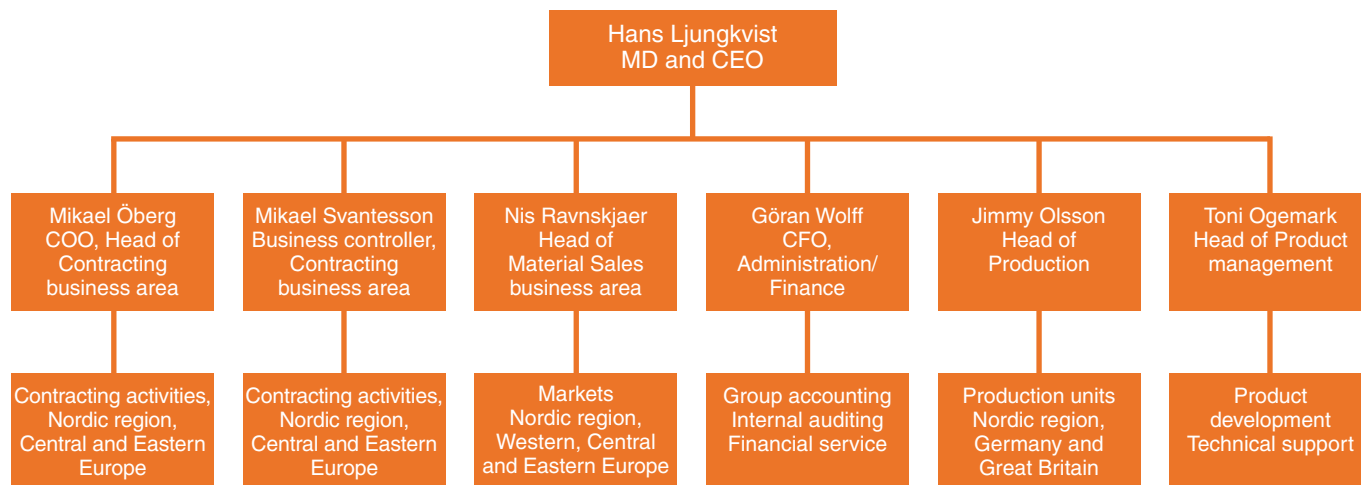 Hans Ljungkvist
MD and CEO
Mikael Öberg
COO, Head of
Contracting
business area
Mikael Svantesson
Business controller,
Contracting
business area
Nis Ravnskjaer
Head of
Material Sales
business area
Göran Wolff
CFO,
Administration/
Finance
Jimmy Olsson
Head of
Production
Toni Ogemark
Head of Product
management
Contracting activities,
Nordic region,
Central and Eastern
Europe
Contracting activities,
Nordic region,
Central and Eastern
Europe
Markets
Nordic region,
Western, Central
and Eastern Europe
Group accounting
Internal auditing
Financial service
Production units
Nordic region,
Germany and
Great Britain
Product
development
Technical support